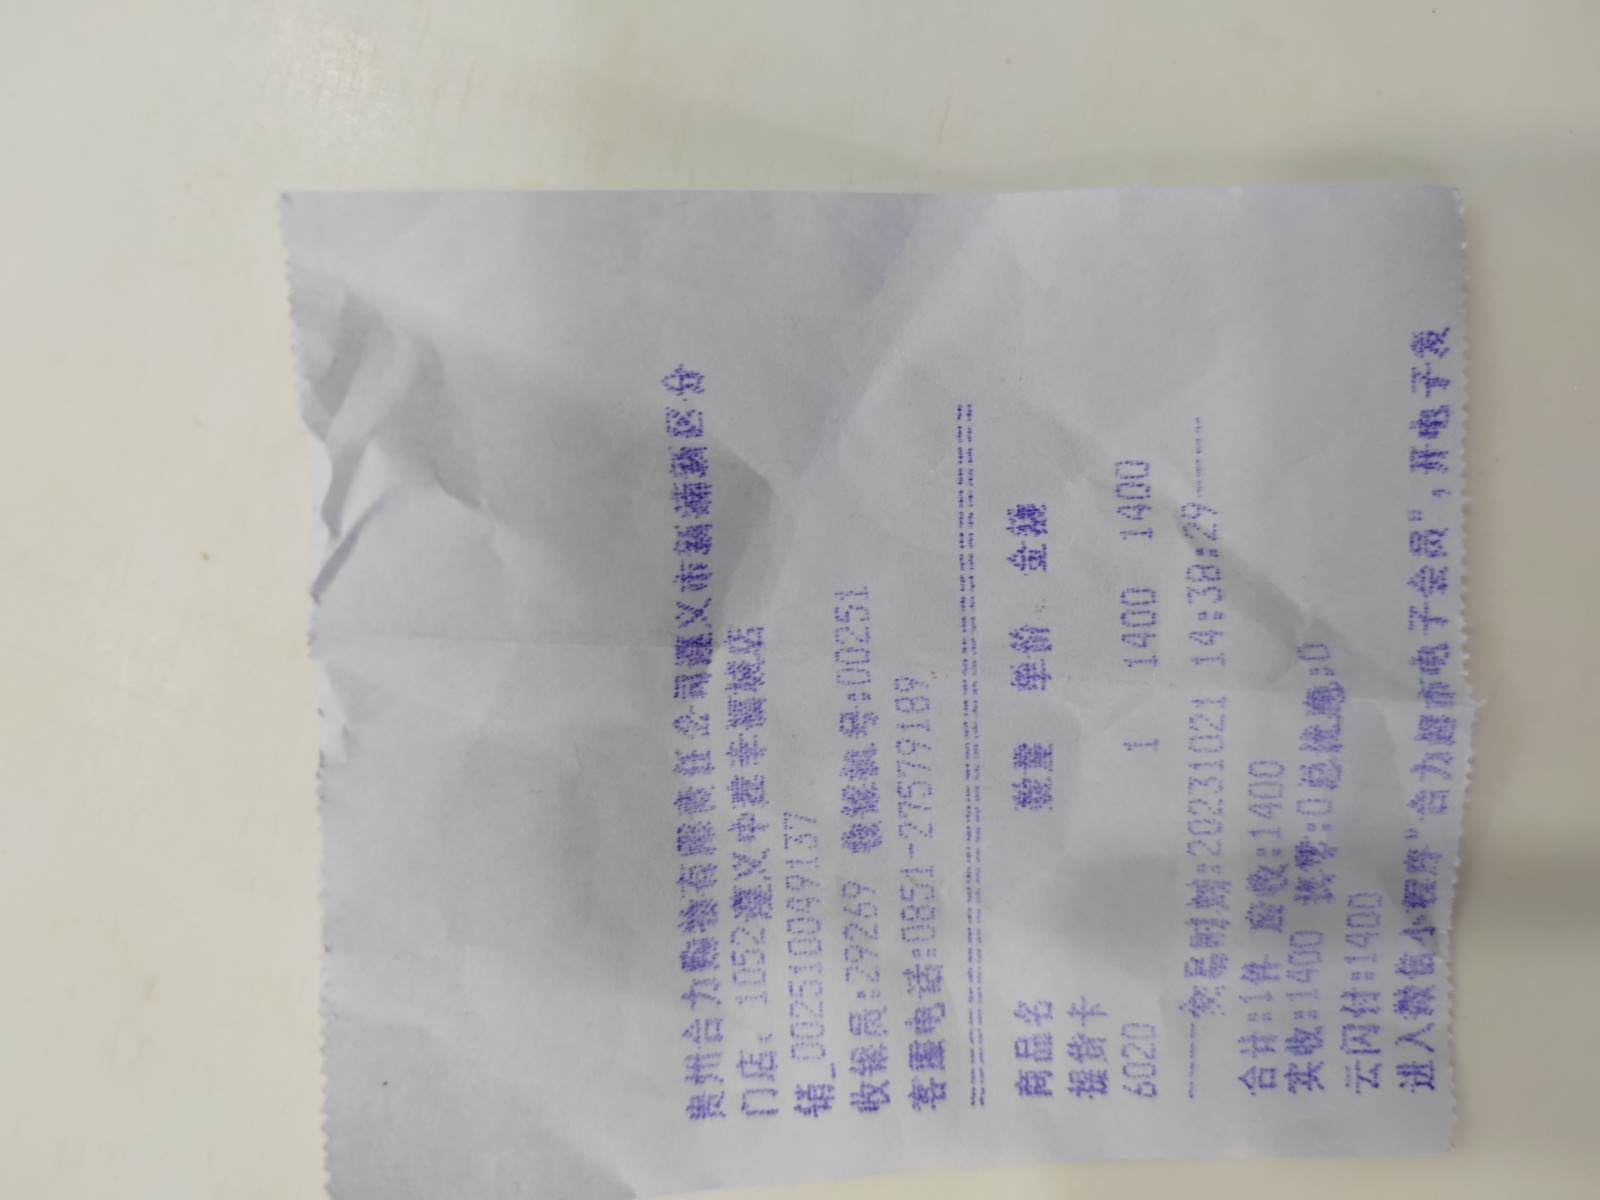 贵州合力购物有限责任公司遵义市新蒲新区分
门店: 1052遵义中建幸福城店
销_002510049137
收银员:29269 收银机号:00251
客服电话:0851-27579189
==========================================
商品名 数量 单价 金额
提货卡
6020 1 1400 1400
-----交易时间:20231021 14:38:29-----
合计:1件 应收:1400
实收:1400 找零:0总优惠:0
云闪付:1400
进入微信小程序"合力超市电子会员",开电子发